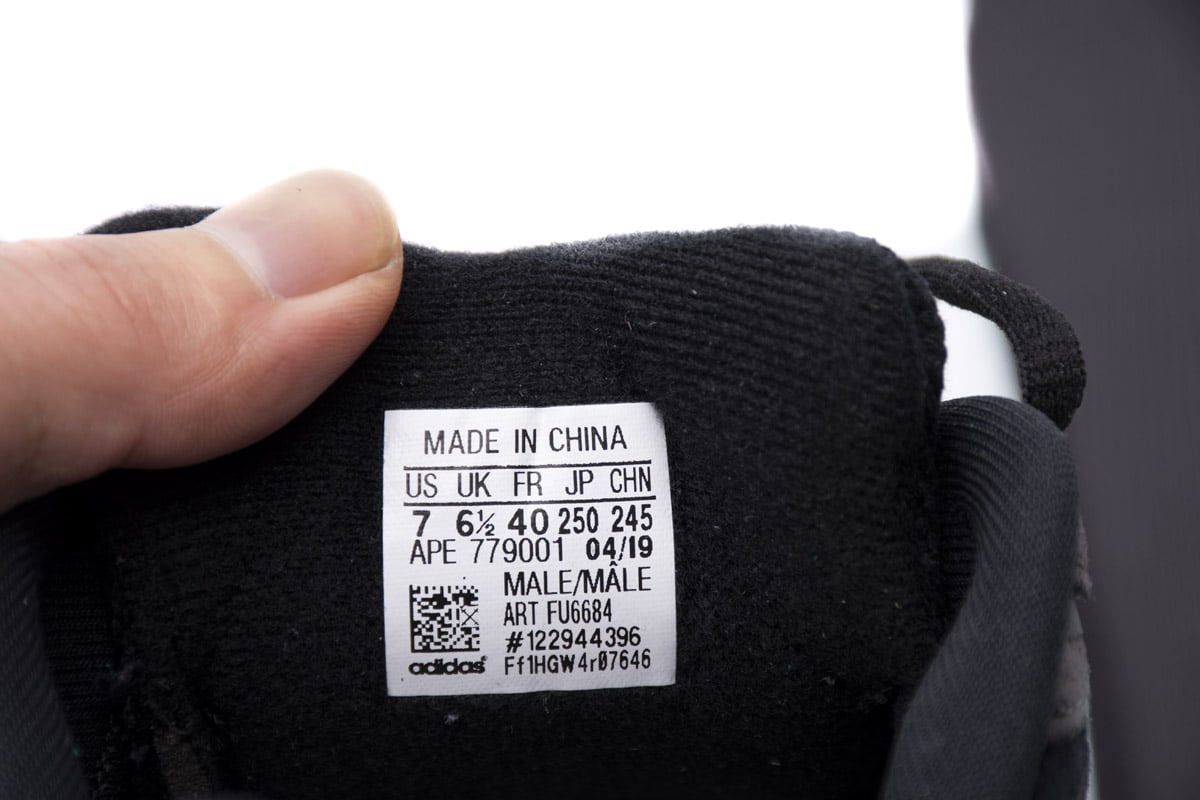 MADE IN CHINA
US UK FR JP CHN
7 6½ 40 250 245
APE 779001 04/19
MALE/MÂLE
ART FU6684
#122944396
adidas Ff1HGW4r07646